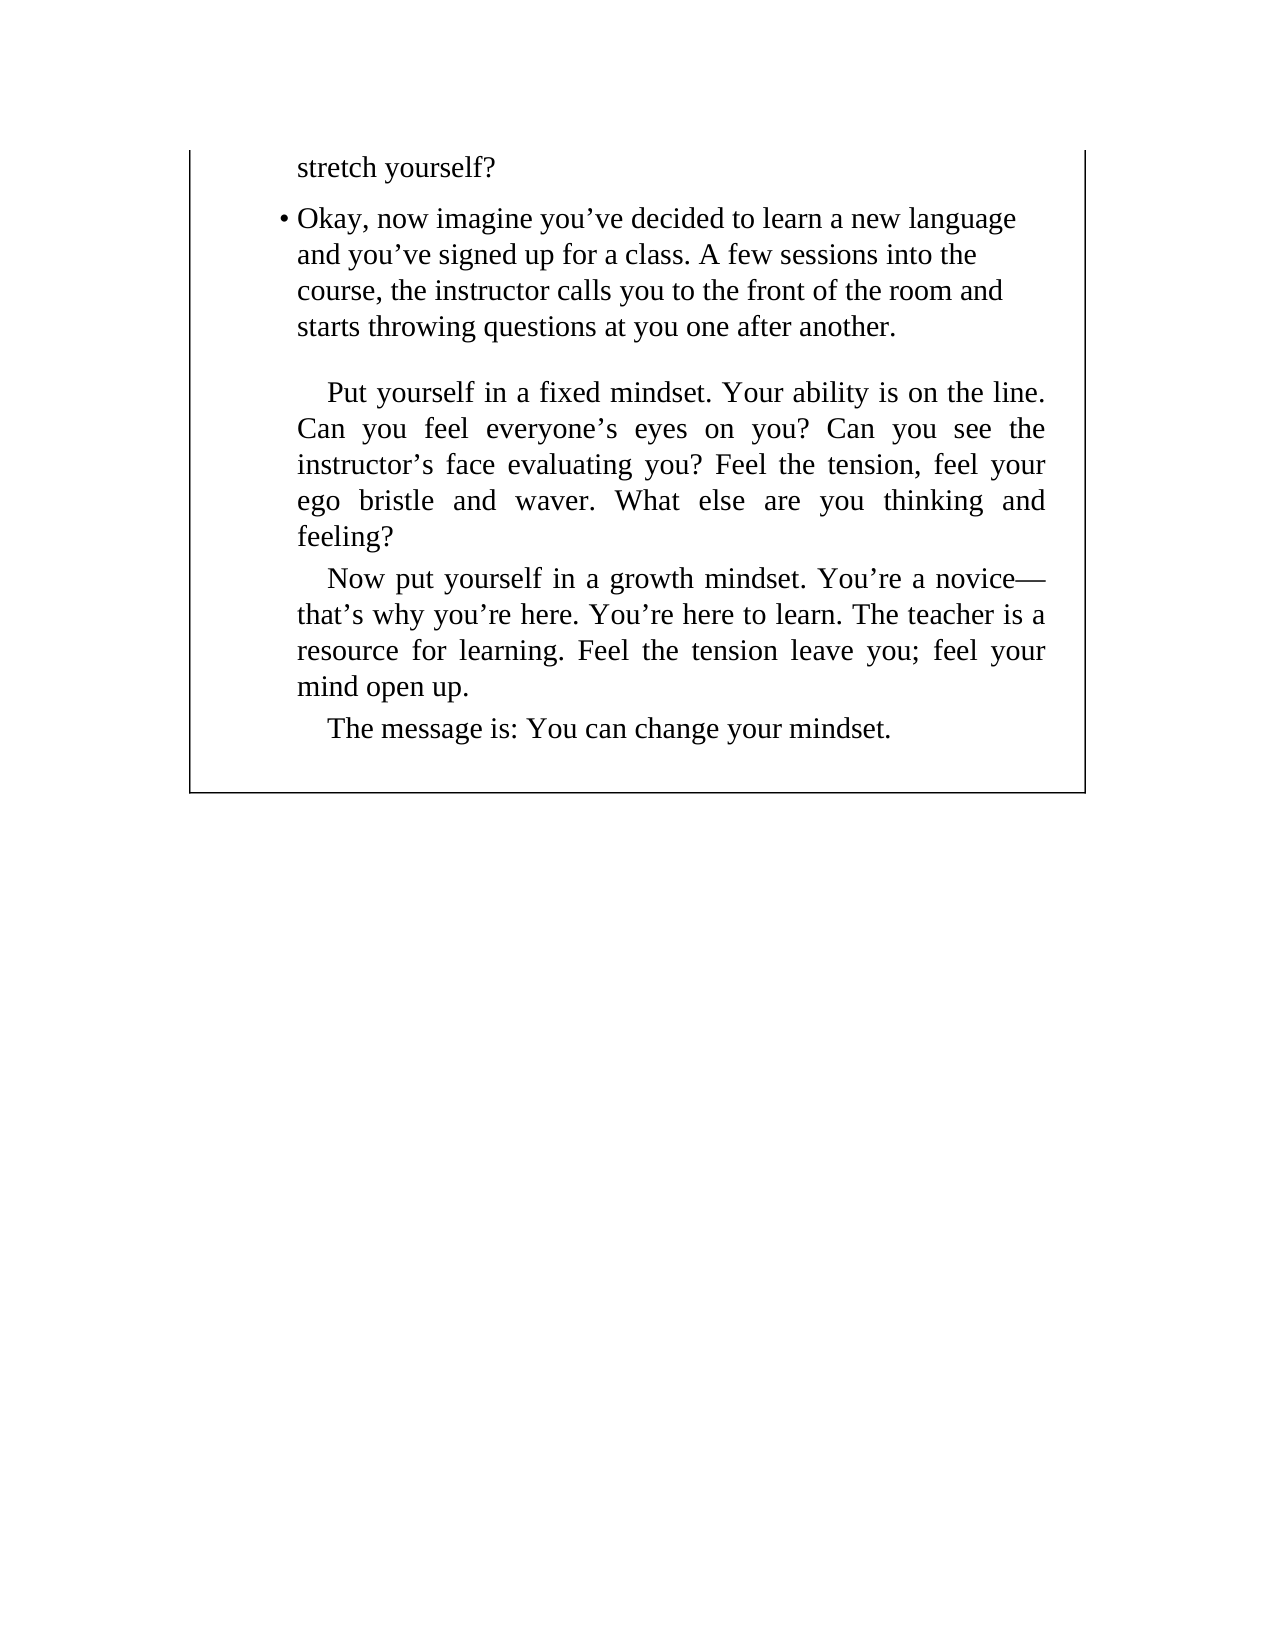 stretch yourself?
• Okay, now imagine you’ve decided to learn a new language
and you’ve signed up for a class. A few sessions into the
course, the instructor calls you to the front of the room and
starts throwing questions at you one after another.
Put yourself in a fixed mindset. Your ability is on the line.
Can you feel everyone’s eyes on you? Can you see the
instructor’s face evaluating you? Feel the tension, feel your
ego bristle and waver. What else are you thinking and
feeling?
Now put yourself in a growth mindset. You’re a novice—
that’s why you’re here. You’re here to learn. The teacher is a
resource for learning. Feel the tension leave you; feel your
mind open up.
The message is: You can change your mindset.